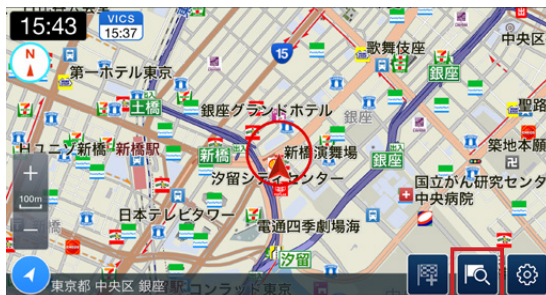 15:43
VICS
15:37
N
15
歌舞伎座
中央区
第一ホテル東京
銀座
土橋
銀座グランドホテル
銀座
聖路
ユニゾ新橋
新橋駅
新橋
新橋演舞場
銀座
築地本願
汐留シティセンター
国立がん研究センタ
中央病院
100m
日本テレビタワー
電通四季劇場海
汐留
東京都 中央区 銀座
駅
コンラッド東京